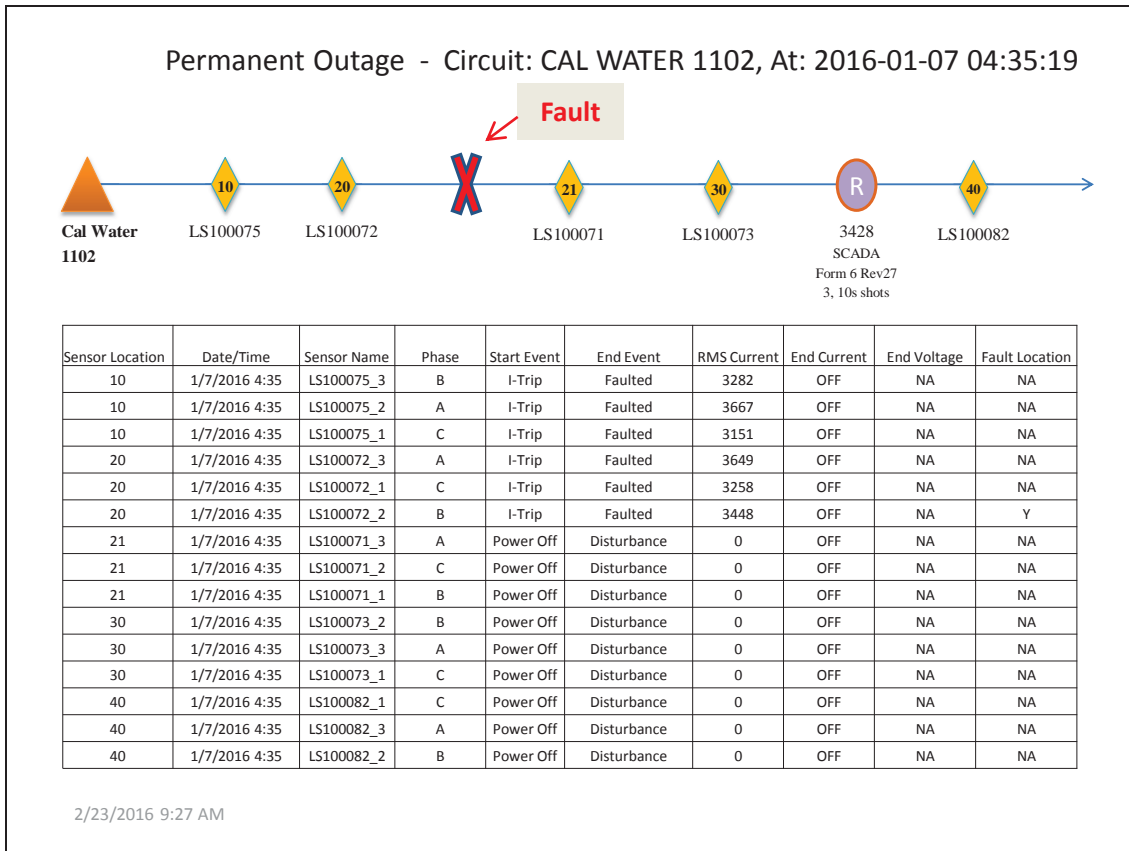 Permanent Outage - Circuit: CAL WATER 1102, At: 2016-01-07 04:35:19
Fault
10 20 21 30 R 40
Cal Water LS100075 LS100072 LS100071 LS100073 3428 LS100082
1102 SCADA
Form 6 Rev27
3, 10s shots
Sensor Location Date/Time Sensor Name Phase Start Event End Event RMS Current End Current End Voltage Fault Location
10 1/7/2016 4:35 LS100075_3 B I-Trip Faulted 3282 OFF NA NA
10 1/7/2016 4:35 LS100075_2 A I-Trip Faulted 3667 OFF NA NA
10 1/7/2016 4:35 LS100075_1 C I-Trip Faulted 3151 OFF NA NA
20 1/7/2016 4:35 LS100072_3 A I-Trip Faulted 3649 OFF NA NA
20 1/7/2016 4:35 LS100072_1 C I-Trip Faulted 3258 OFF NA NA
20 1/7/2016 4:35 LS100072_2 B I-Trip Faulted 3448 OFF NA Y
21 1/7/2016 4:35 LS100071_3 A Power Off Disturbance 0 OFF NA NA
21 1/7/2016 4:35 LS100071_2 C Power Off Disturbance 0 OFF NA NA
21 1/7/2016 4:35 LS100071_1 B Power Off Disturbance 0 OFF NA NA
30 1/7/2016 4:35 LS100073_2 B Power Off Disturbance 0 OFF NA NA
30 1/7/2016 4:35 LS100073_3 A Power Off Disturbance 0 OFF NA NA
30 1/7/2016 4:35 LS100073_1 C Power Off Disturbance 0 OFF NA NA
40 1/7/2016 4:35 LS100082_1 C Power Off Disturbance 0 OFF NA NA
40 1/7/2016 4:35 LS100082_3 A Power Off Disturbance 0 OFF NA NA
40 1/7/2016 4:35 LS100082_2 B Power Off Disturbance 0 OFF NA NA
2/23/2016 9:27 AM